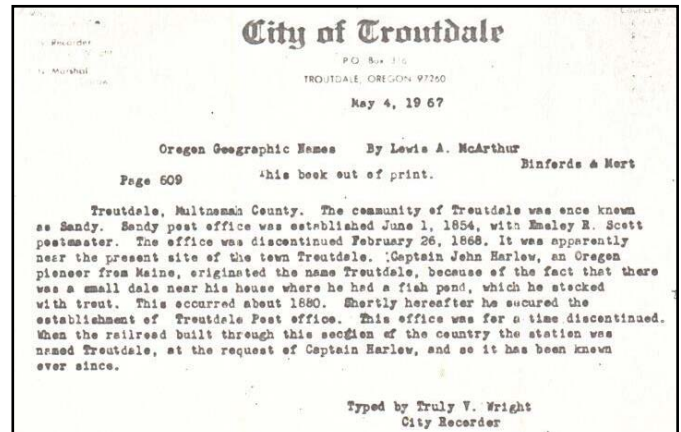 City of Troutdale
Recorder
P.O. Box 316
Marshal
TROUTDALE, OREGON 97260
May 4, 1967
Oregon Geographic Names By Lewis A. McArthur
Binfords & Mort
Page 609 This book out of print.
Troutdale, Multnomah County. The community of Troutdale was once known
as Sandy. Sandy post office was established June 1, 1854, with Emsley R. Scott
postmaster. The office was discontinued February 26, 1868. It was apparently
near the present site of the town Troutdale. Captain John Harlow, an Oregon
pioneer from Maine, originated the name Troutdale, because of the fact that there
was a small dale near his house where he had a fish pond, which he stocked
with trout. This occurred about 1880. Shortly hereafter he sucured the
establishment of Troutdale Post office. This office was for a time discontinued.
When the railroad built through this section of the country the station was
named Troutdale, at the request of Captain Harlow, and so it has been known
ever since.
Typed by Truly V. Wright
City Recorder